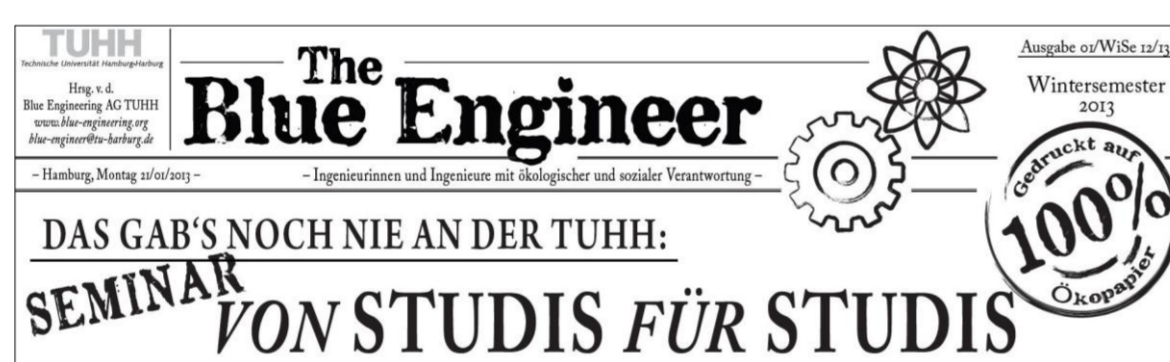 TUHH
Technische Universität Hamburg-Harburg
Hrsg. v. d.
Blue Engineering AG TUHH
www.blue-engineering.org
blue-engineer@tu-harburg.de
The
Blue Engineer
Ausgabe 01/WiSe 12/13
Wintersemester
2013
– Hamburg, Montag 21/01/2013 –
– Ingenieurinnen und Ingenieure mit ökologischer und sozialer Verantwortung –
Gedruckt auf
100%
Ökopapier
DAS GAB'S NOCH NIE AN DER TUHH:
SEMINAR
VON STUDIS FÜR STUDIS